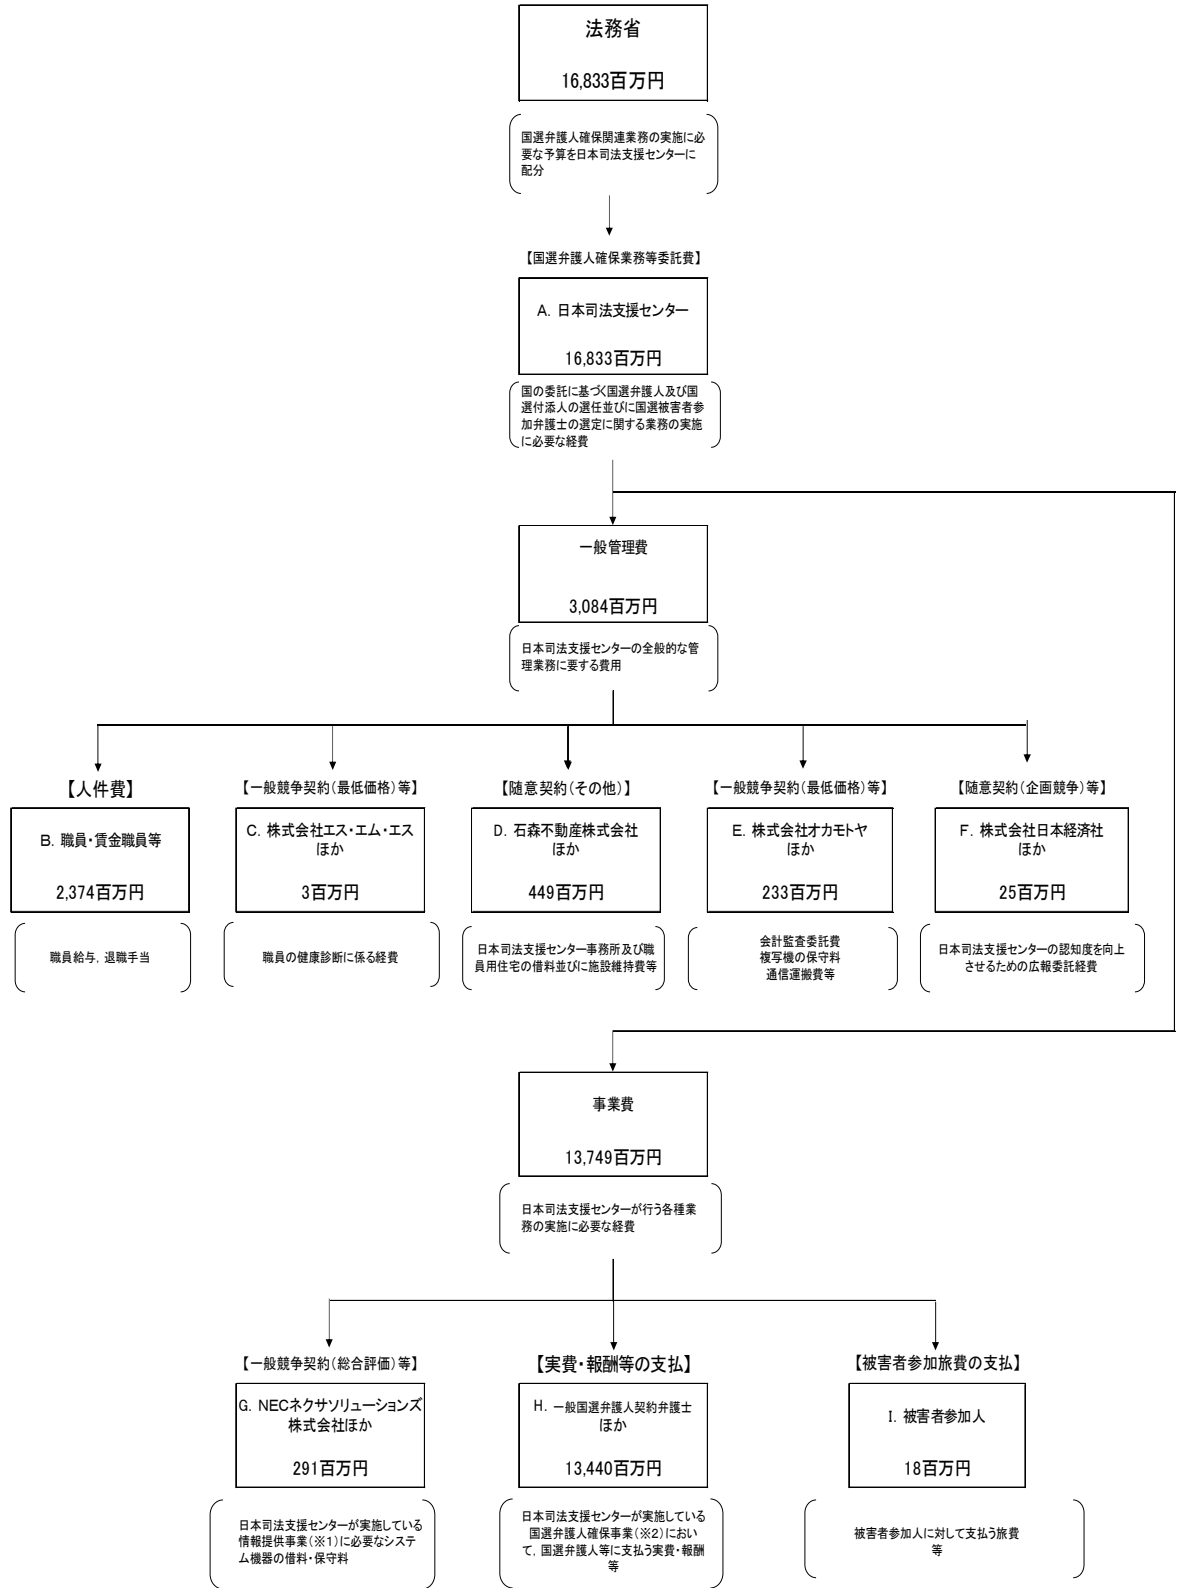 法務省
16,833百万円
国選弁護人確保関連業務の実施に必
要な予算を日本司法支援センターに
配分
【国選弁護人確保業務等委託費】
A. 日本司法支援センター
16,833百万円
国の委託に基づく国選弁護人及び国
選付添人の選任並びに国選被害者参
加弁護士の選定に関する業務の実施
に必要な経費
一般管理費
3,084百万円
日本司法支援センターの全般的な管
理業務に要する費用
【人件費】
B. 職員・賃金職員等
2,374百万円
職員給与，退職手当
【一般競争契約（最低価格）等】
C. 株式会社エス・エム・エス
ほか
3百万円
職員の健康診断に係る経費
【随意契約（その他）】
D. 石森不動産株式会社
ほか
449百万円
日本司法支援センター事務所及び職
員用住宅の借料並びに施設維持費等
【一般競争契約（最低価格）等】
E. 株式会社オカモトヤ
ほか
233百万円
会計監査委託費
複写機の保守料
通信運搬費等
【随意契約（企画競争）等】
F. 株式会社日本経済社
ほか
25百万円
日本司法支援センターの認知度を向上
させるための広報委託経費
事業費
13,749百万円
日本司法支援センターが行う各種業
務の実施に必要な経費
【一般競争契約（総合評価）等】
G. NECネクサソリューションズ
株式会社ほか
291百万円
日本司法支援センターが実施している
情報提供事業（※1）に必要なシステ
ム機器の借料・保守料
【実費・報酬等の支払】
H. 一般国選弁護人契約弁護士
ほか
13,440百万円
日本司法支援センターが実施している
国選弁護人確保事業（※2）におい
て，国選弁護人等に支払う実費・報酬
等
【被害者参加旅費の支払】
I. 被害者参加人
18百万円
被害者参加人に対して支払う旅費
等